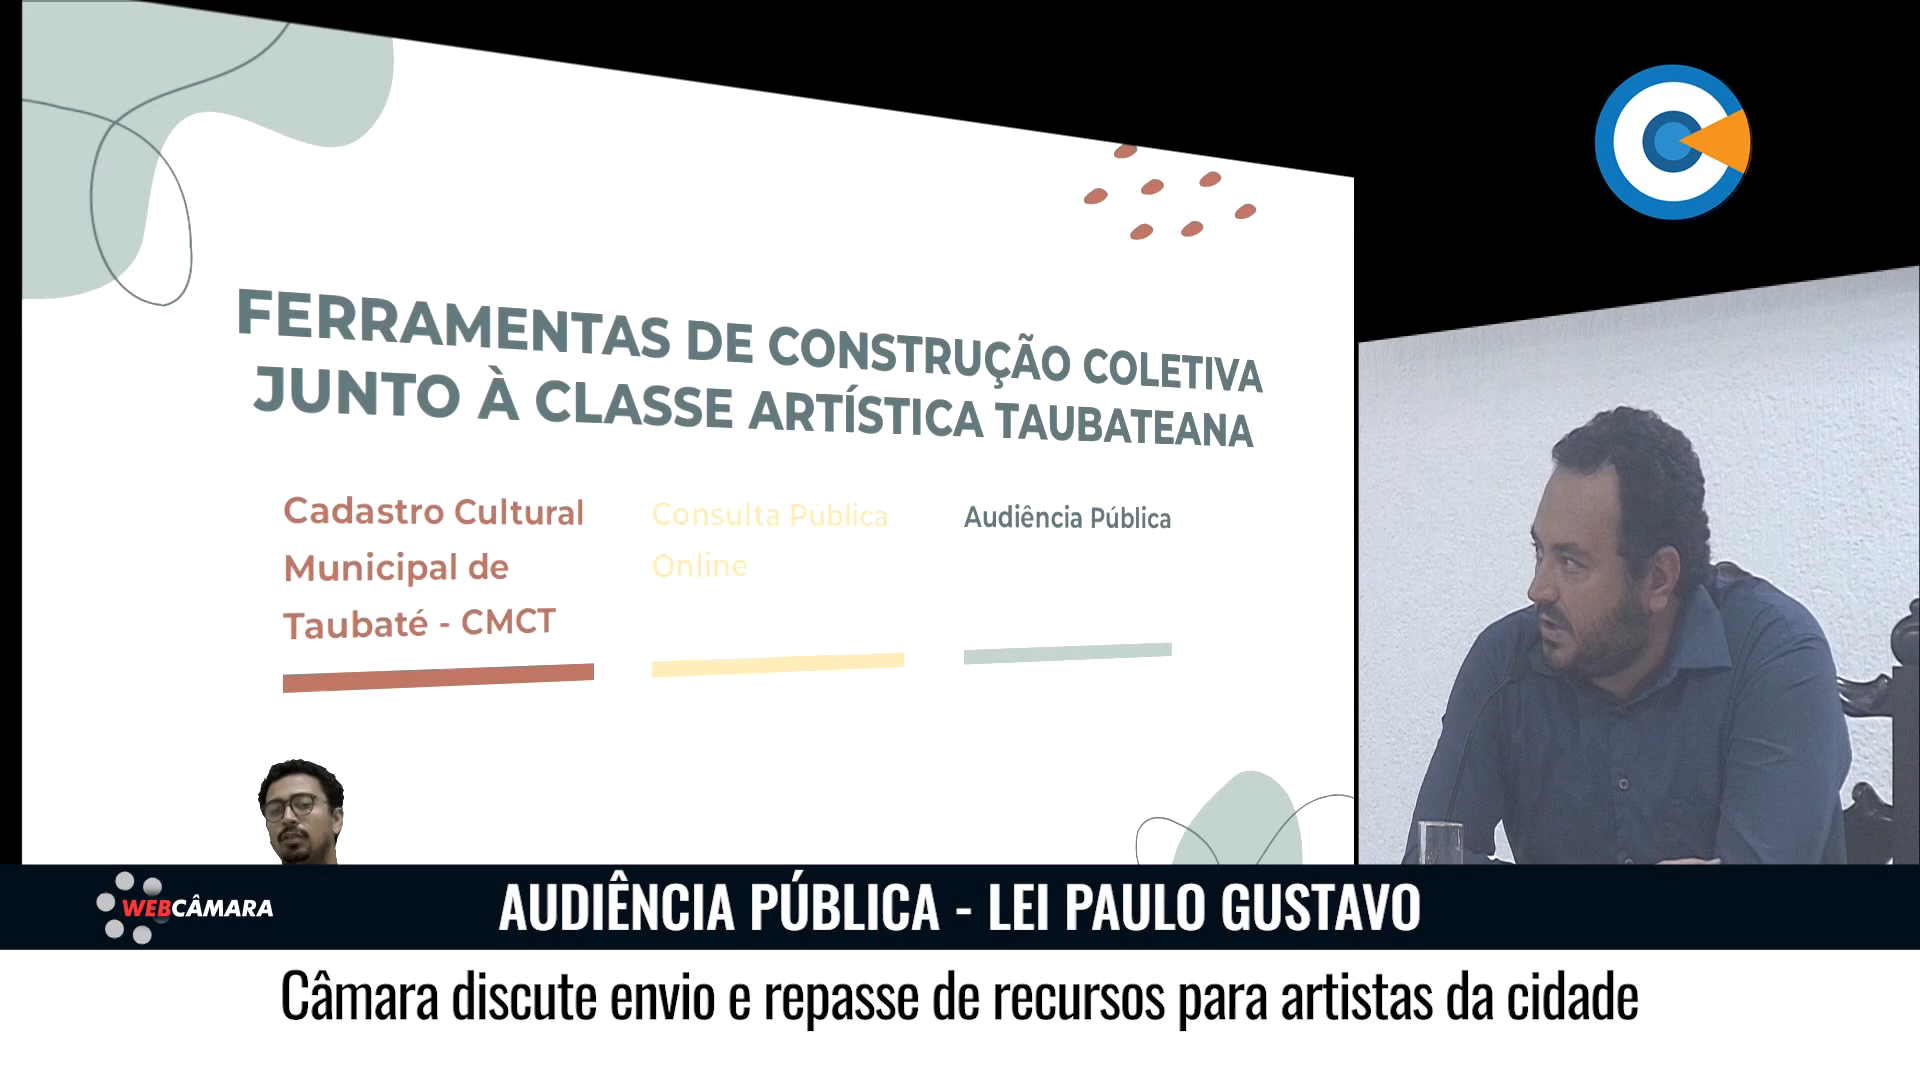 FERRAMENTAS DE CONSTRUÇÃO COLETIVA
JUNTO À CLASSE ARTÍSTICA TAUBATEANA
Cadastro Cultural
Municipal de
Taubaté - CMCT
Consulta Pública
Online
Audiência Pública
WEBCÂMARA
AUDIÊNCIA PÚBLICA - LEI PAULO GUSTAVO
Câmara discute envio e repasse de recursos para artistas da cidade